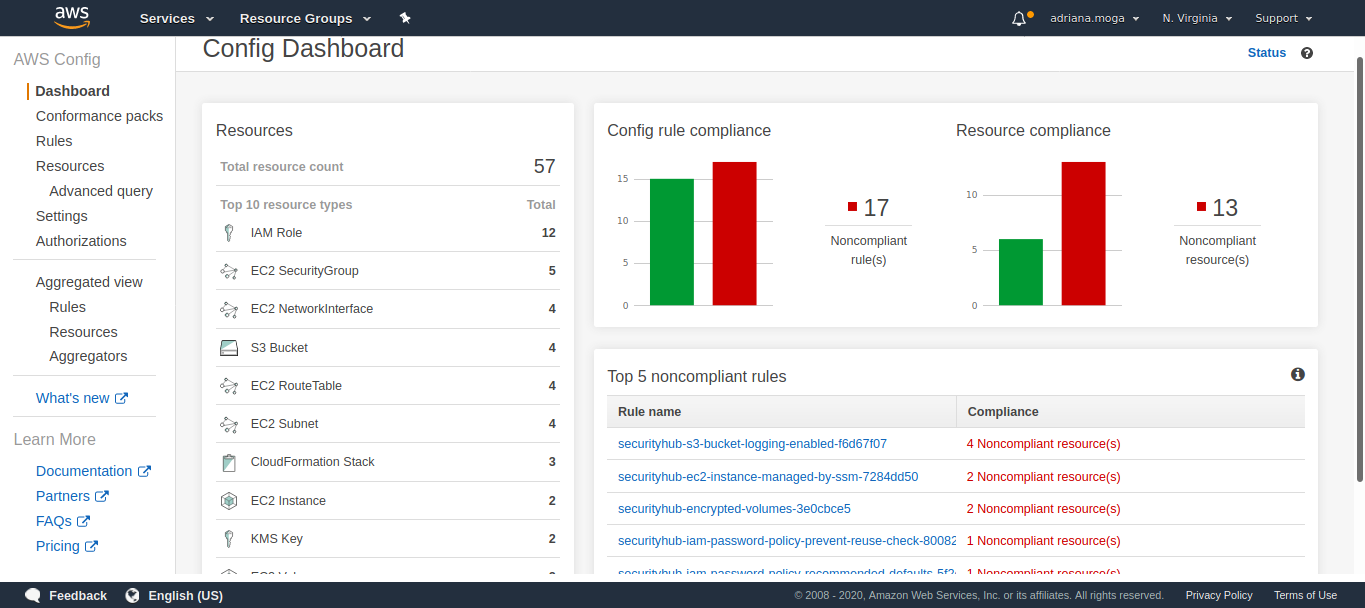 aws
Services
Resource Groups
adriana.moga
N. Virginia
Support
AWS Config
Dashboard
Conformance packs
Rules
Resources
Advanced query
Settings
Authorizations
Aggregated view
Rules
Resources
Aggregators
What's new
Learn More
Documentation
Partners
FAQs
Pricing
Config Dashboard
Status
Resources
Total resource count 57
Top 10 resource types Total
IAM Role 12
EC2 SecurityGroup 5
EC2 NetworkInterface 4
S3 Bucket 4
EC2 RouteTable 4
EC2 Subnet 4
CloudFormation Stack 3
EC2 Instance 2
KMS Key 2
Config rule compliance
15
10
5
0
17
Noncompliant
rule(s)
Resource compliance
10
5
0
13
Noncompliant
resource(s)
Top 5 noncompliant rules
Rule name Compliance
securityhub-s3-bucket-logging-enabled-f6d67f07 4 Noncompliant resource(s)
securityhub-ec2-instance-managed-by-ssm-7284dd50 2 Noncompliant resource(s)
securityhub-encrypted-volumes-3e0cbce5 2 Noncompliant resource(s)
securityhub-iam-password-policy-prevent-reuse-check-80082 1 Noncompliant resource(s)
1 Noncompliant resource(s)
Feedback
English (US)
© 2008 - 2020, Amazon Web Services, Inc. or its affiliates. All rights reserved.
Privacy Policy
Terms of Use